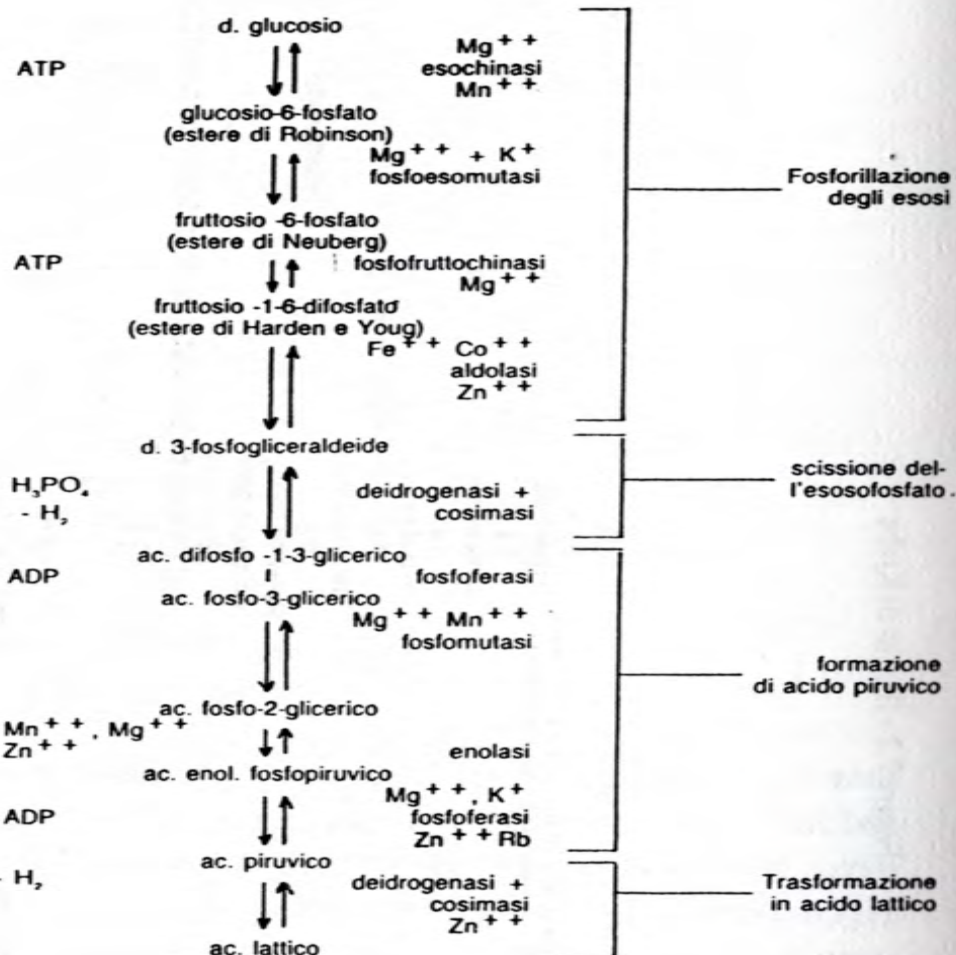 d. glucosio
ATP
Mg++
esochinasi
Mn++
glucosio-6-fosfato
(estere di Robinson)
Mg++ + K+
fosfoesomutasi
Fosforillazione
degli esosi
fruttosio -6-fosfato
(estere di Neuberg)
ATP
fosfofruttochinasi
Mg++
fruttosio -1-6-difosfato
(estere di Harden e Youg)
Fe++ Co++
aldolasi
Zn++
d. 3-fosfogliceraldeide
H₃PO₄
- H₂
deidrogenasi +
cosimasi
scissione del-
l'esosofosfato.
ac. difosfo -1-3-glicerico
ADP
fosfoferasi
ac. fosfo-3-glicerico
Mg++ Mn++
fosfomutasi
formazione
di acido piruvico
ac. fosfo-2-glicerico
Mn++, Mg++
Zn++
enolasi
ac. enol. fosfopiruvico
Mg++, K+
ADP
fosfoferasi
Zn++Rb
ac. piruvico
- H₂
deidrogenasi +
cosimasi
Zn++
Trasformazione
in acido lattico
ac. lattico